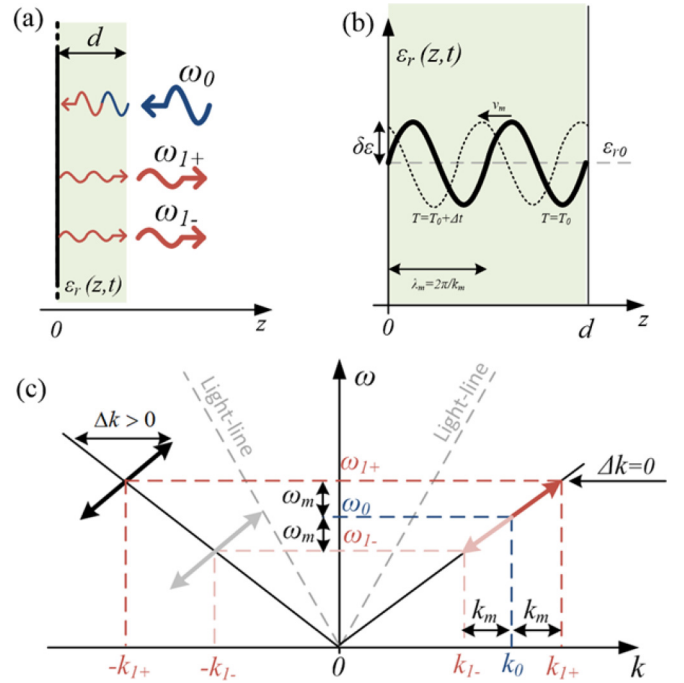 (a)
d
ω0
ω1+
ω1-
εr(z,t)
0
z
(b)
εr(z,t)
vm
δε
εr0
T=T0+Δt
T=T0
λm=2π/km
0
d
z
(c)
ω
Light-line
Light-line
Δk > 0
ω1+
Δk=0
ωm
ω0
ωm
ω1-
km
km
-k1+
-k1-
0
k1-
k0
k1+
k